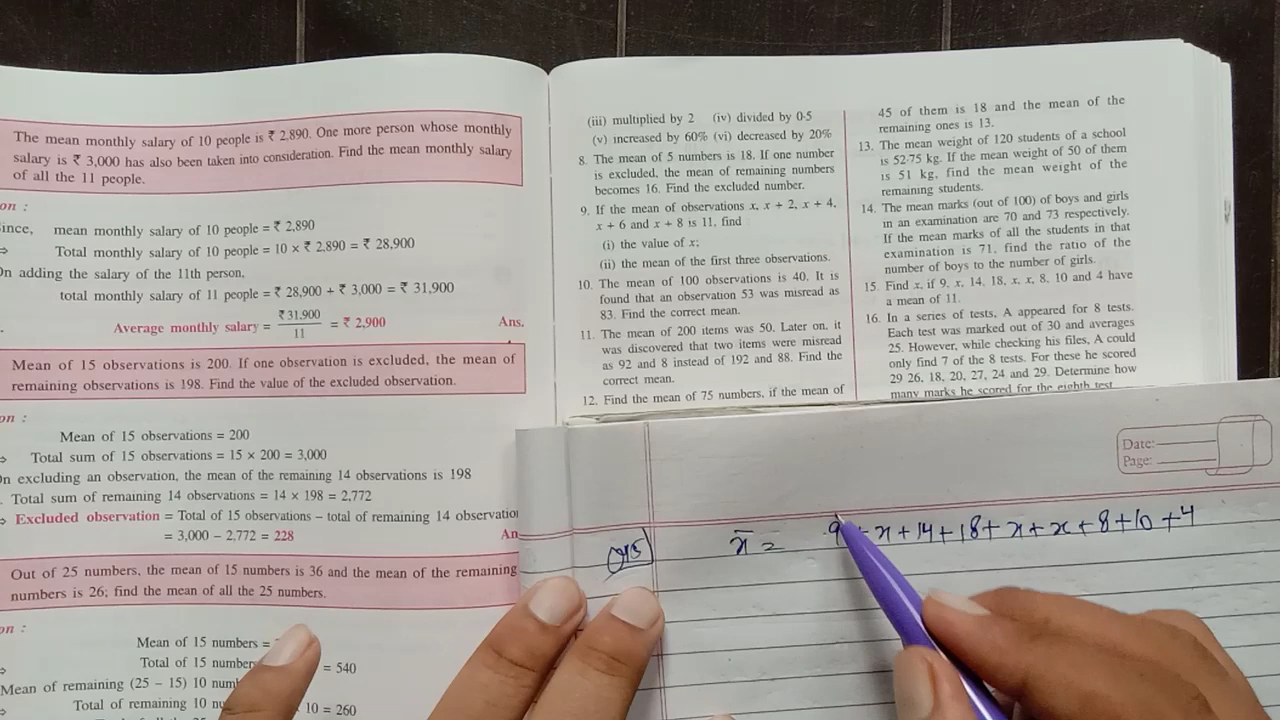 The mean monthly salary of 10 people is ₹ 2,890. One more person whose monthly
salary is ₹ 3,000 has also been taken into consideration. Find the mean monthly salary
of all the 11 people.
on :
Since, mean monthly salary of 10 people = ₹ 2,890
⇒ Total monthly salary of 10 people = 10 × ₹ 2.890 = ₹ 28,900
On adding the salary of the 11th person,
total monthly salary of 11 people = ₹ 28,900 + ₹ 3,000 = ₹ 31,900
Average monthly salary = ₹ 31,900 / 11 = ₹ 2,900 Ans.
Mean of 15 observations is 200. If one observation is excluded, the mean of
remaining observations is 198. Find the value of the excluded observation.
on :
Mean of 15 observations = 200
⇒ Total sum of 15 observations = 15 × 200 = 3,000
On excluding an observation, the mean of the remaining 14 observations is 198
. Total sum of remaining 14 observations = 14 × 198 = 2,772
⇒ Excluded observation = Total of 15 observations – total of remaining 14 observatio
= 3,000 – 2,772 = 228 An
Out of 25 numbers, the mean of 15 numbers is 36 and the mean of the remaining
numbers is 26; find the mean of all the 25 numbers.
on :
Mean of 15 numbers =
Total of 15 number = 540
Mean of remaining (25 – 15) 10 num
Total of remaining 10 nu 10 = 260
(iii) multiplied by 2 (iv) divided by 0·5
(v) increased by 60% (vi) decreased by 20%
8. The mean of 5 numbers is 18. If one number
is excluded, the mean of remaining numbers
becomes 16. Find the excluded number.
9. If the mean of observations x, x + 2, x + 4,
x + 6 and x + 8 is 11, find
(i) the value of x;
(ii) the mean of the first three observations.
10. The mean of 100 observations is 40. It is
found that an observation 53 was misread as
83. Find the correct mean.
11. The mean of 200 items was 50. Later on, it
was discovered that two items were misread
as 92 and 8 instead of 192 and 88. Find the
correct mean.
12. Find the mean of 75 numbers, if the mean of
45 of them is 18 and the mean of the
remaining ones is 13.
13. The mean weight of 120 students of a school
is 52·75 kg. If the mean weight of 50 of them
is 51 kg, find the mean weight of the
remaining students.
14. The mean marks (out of 100) of boys and girls
in an examination are 70 and 73 respectively.
If the mean marks of all the students in that
examination is 71, find the ratio of the
number of boys to the number of girls.
15. Find x, if 9, x, 14, 18, x, x, 8, 10 and 4 have
a mean of 11.
16. In a series of tests, A appeared for 8 tests.
Each test was marked out of 30 and averages
25. However, while checking his files, A could
only find 7 of the 8 tests. For these he scored
29 26, 18, 20, 27, 24 and 29. Determine how
many marks he scored for the eighth test
Date:
Page:
Q15 x̄ = 9 + x + 14 + 18 + x + x + 8 + 10 + 4